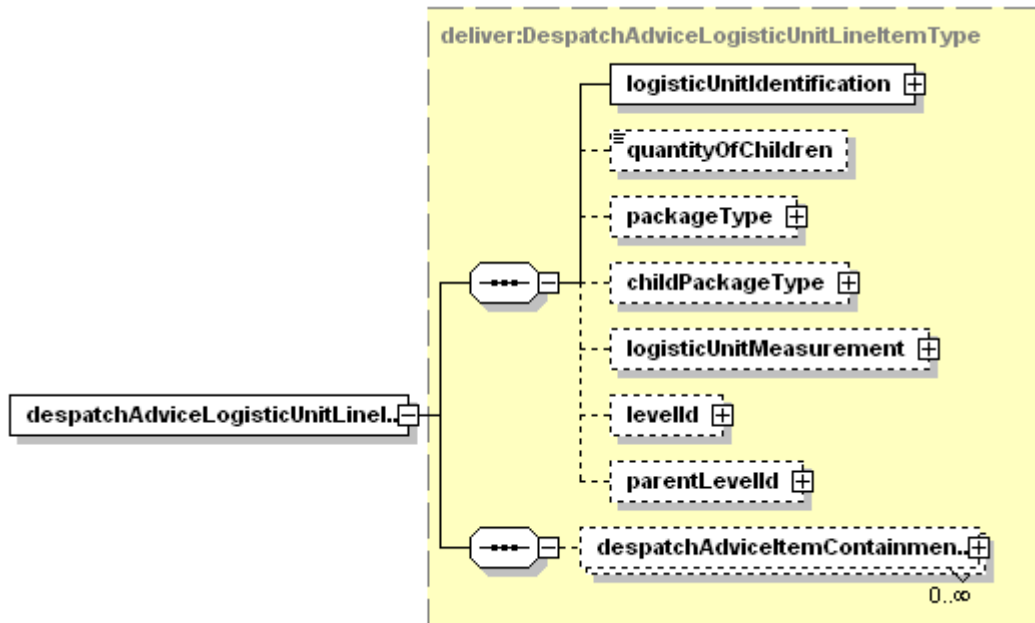 deliver:DespatchAdviceLogisticUnitLineItemType
logisticUnitIdentification
quantityOfChildren
packageType
childPackageType
logisticUnitMeasurement
despatchAdviceLogisticUnitLineI..
levelId
parentLevelId
despatchAdviceItemContainmen..
0..∞